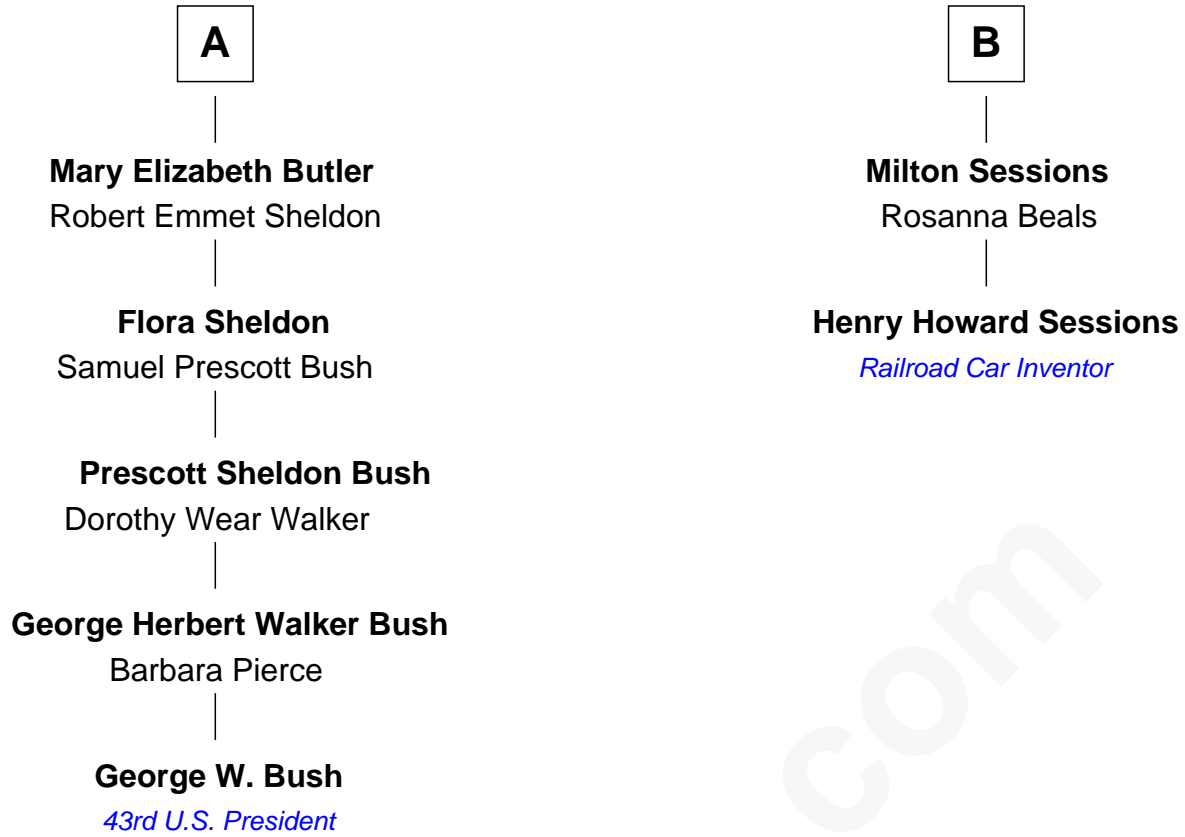 A
Mary Elizabeth Butler
Robert Emmet Sheldon
Flora Sheldon
Samuel Prescott Bush
Prescott Sheldon Bush
Dorothy Wear Walker
George Herbert Walker Bush
Barbara Pierce
George W. Bush
43rd U.S. President
B
Milton Sessions
Rosanna Beals
Henry Howard Sessions
Railroad Car Inventor
com